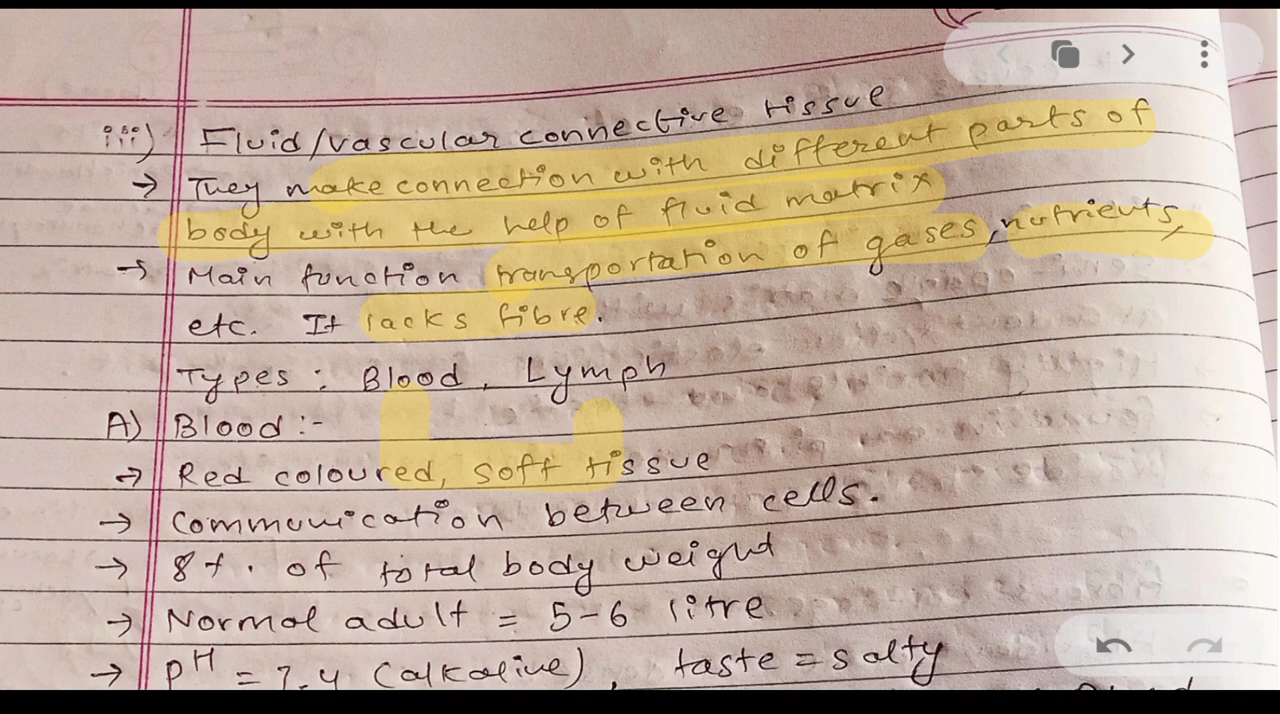 iii) Fluid/vascular connective tissue
→ They make connection with different parts of
body with the help of fluid matrix
→ Main function transportation of gases, nutrients,
etc. It lacks fibre.
Types : Blood, Lymph
A) Blood :-
→ Red coloured, soft tissue
→ Communication between cells.
→ 8%. of total body weight
→ Normal adult = 5-6 litre
→ pH = 7.4 (alkaline), taste = salty